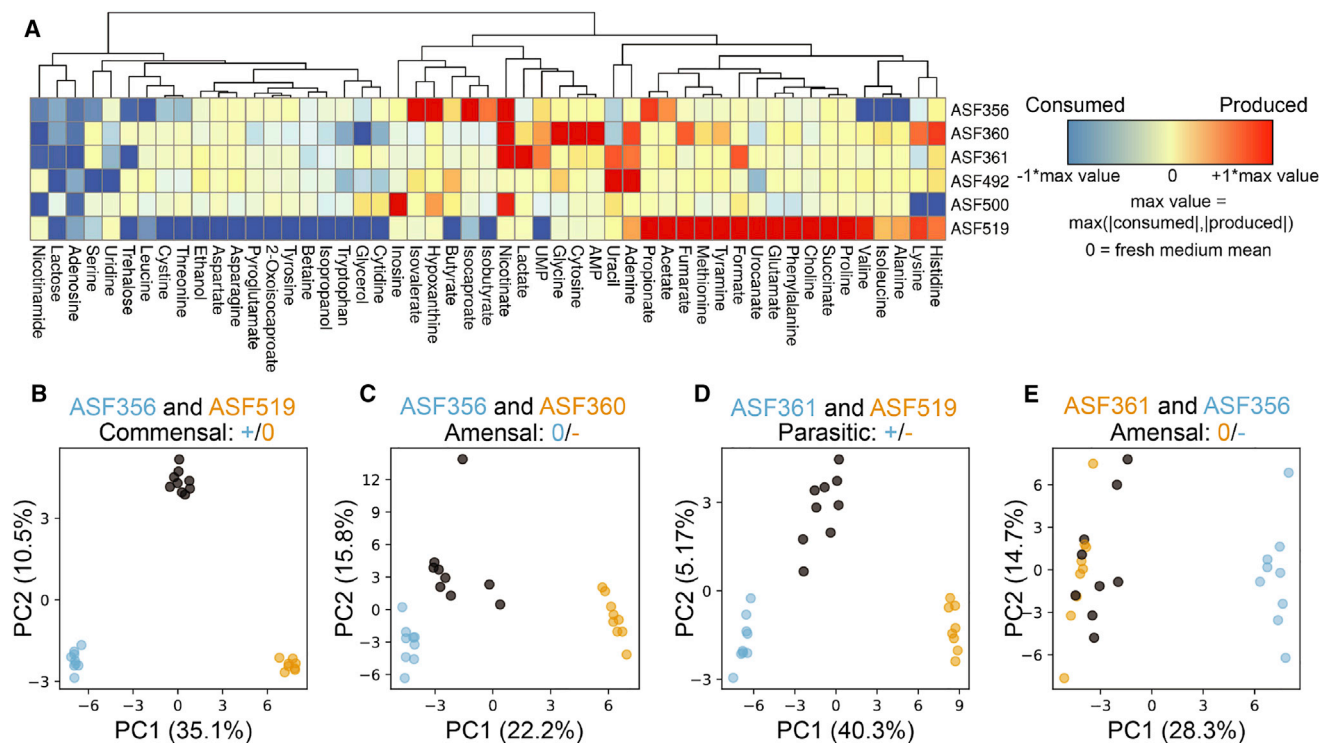 A
ASF356
ASF360
ASF361
ASF492
ASF500
ASF519
Nicotinamide
Lactose
Adenosine
Serine
Uridine
Trehalose
Leucine
Cystine
Threonine
Ethanol
Aspartate
Asparagine
Pyroglutamate
2-Oxoisocaproate
Tyrosine
Betaine
Isopropanol
Tryptophan
Glycerol
Cytidine
Inosine
Isovalerate
Hypoxanthine
Butyrate
Isocaproate
Isobutyrate
Nicotinate
Lactate
UMP
Glycine
Cytosine
AMP
Uracil
Adenine
Propionate
Acetate
Fumarate
Methionine
Tyramine
Formate
Urocanate
Glutamate
Phenylalanine
Choline
Succinate
Proline
Valine
Isoleucine
Alanine
Lysine
Histidine
Consumed Produced
-1*max value 0 +1*max value
max value =
max(|consumed|,|produced|)
0 = fresh medium mean
B
ASF356 and ASF519
Commensal: +/0
PC2 (10.5%)
3
0
−3
−6 0 6
PC1 (35.1%)
C
ASF356 and ASF360
Amensal: 0/-
PC2 (15.8%)
12
9
6
3
0
−3
−6
−3 0 3 6
PC1 (22.2%)
D
ASF361 and ASF519
Parasitic: +/-
PC2 (5.17%)
3
0
−3
−6 −3 0 3 6 9
PC1 (40.3%)
E
ASF361 and ASF356
Amensal: 0/-
PC2 (14.7%)
6
3
0
−3
−6
−3 0 3 6
PC1 (28.3%)